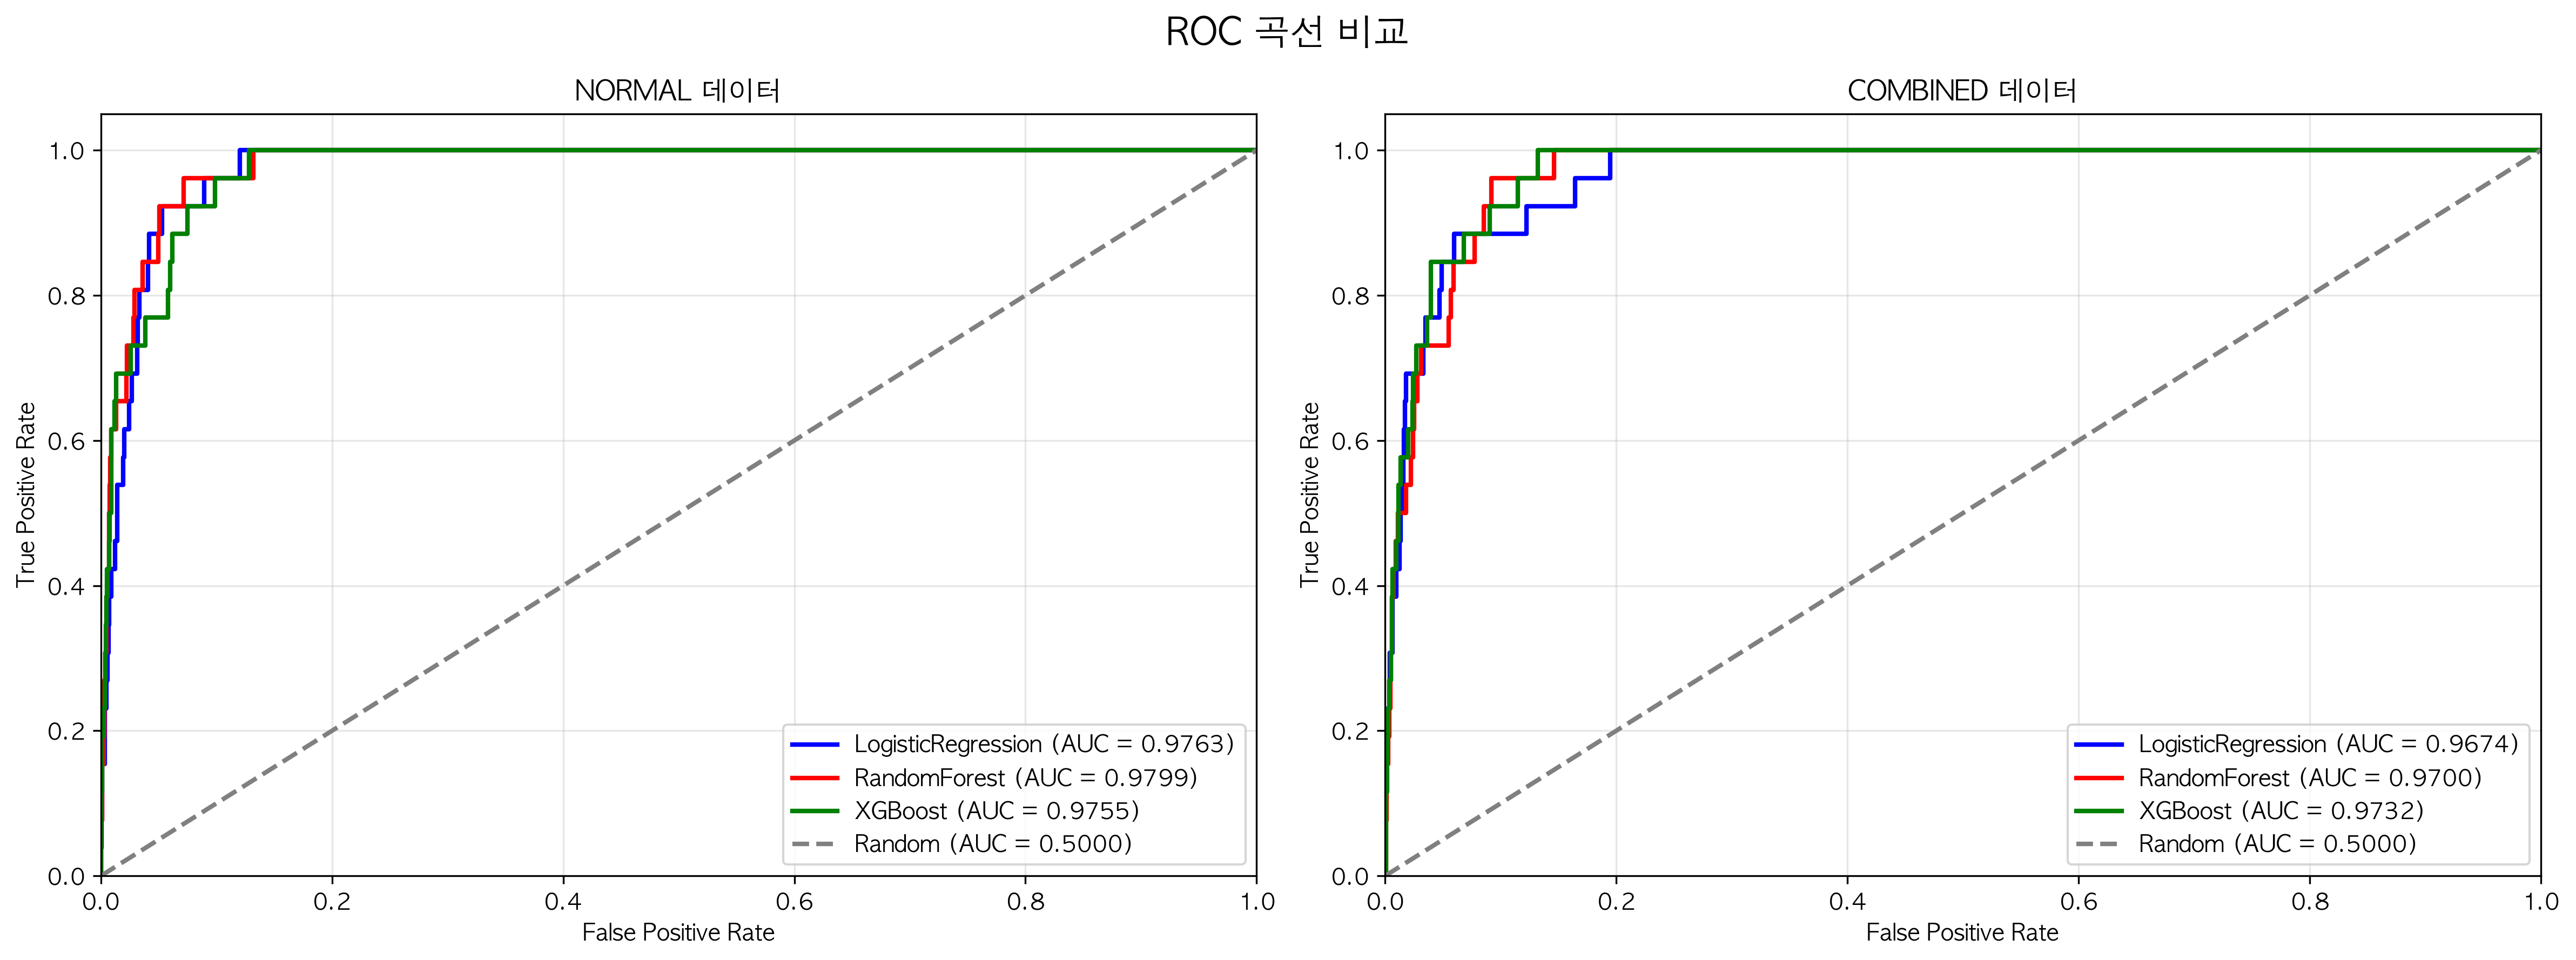 ROC 곡선 비교
NORMAL 데이터
1.0
0.8
0.6
0.4
0.2
0.0
True Positive Rate
0.0 0.2 0.4 0.6 0.8 1.0
False Positive Rate
LogisticRegression (AUC = 0.9763)
RandomForest (AUC = 0.9799)
XGBoost (AUC = 0.9755)
Random (AUC = 0.5000)
COMBINED 데이터
1.0
0.8
0.6
0.4
0.2
0.0
True Positive Rate
0.0 0.2 0.4 0.6 0.8 1.0
False Positive Rate
LogisticRegression (AUC = 0.9674)
RandomForest (AUC = 0.9700)
XGBoost (AUC = 0.9732)
Random (AUC = 0.5000)